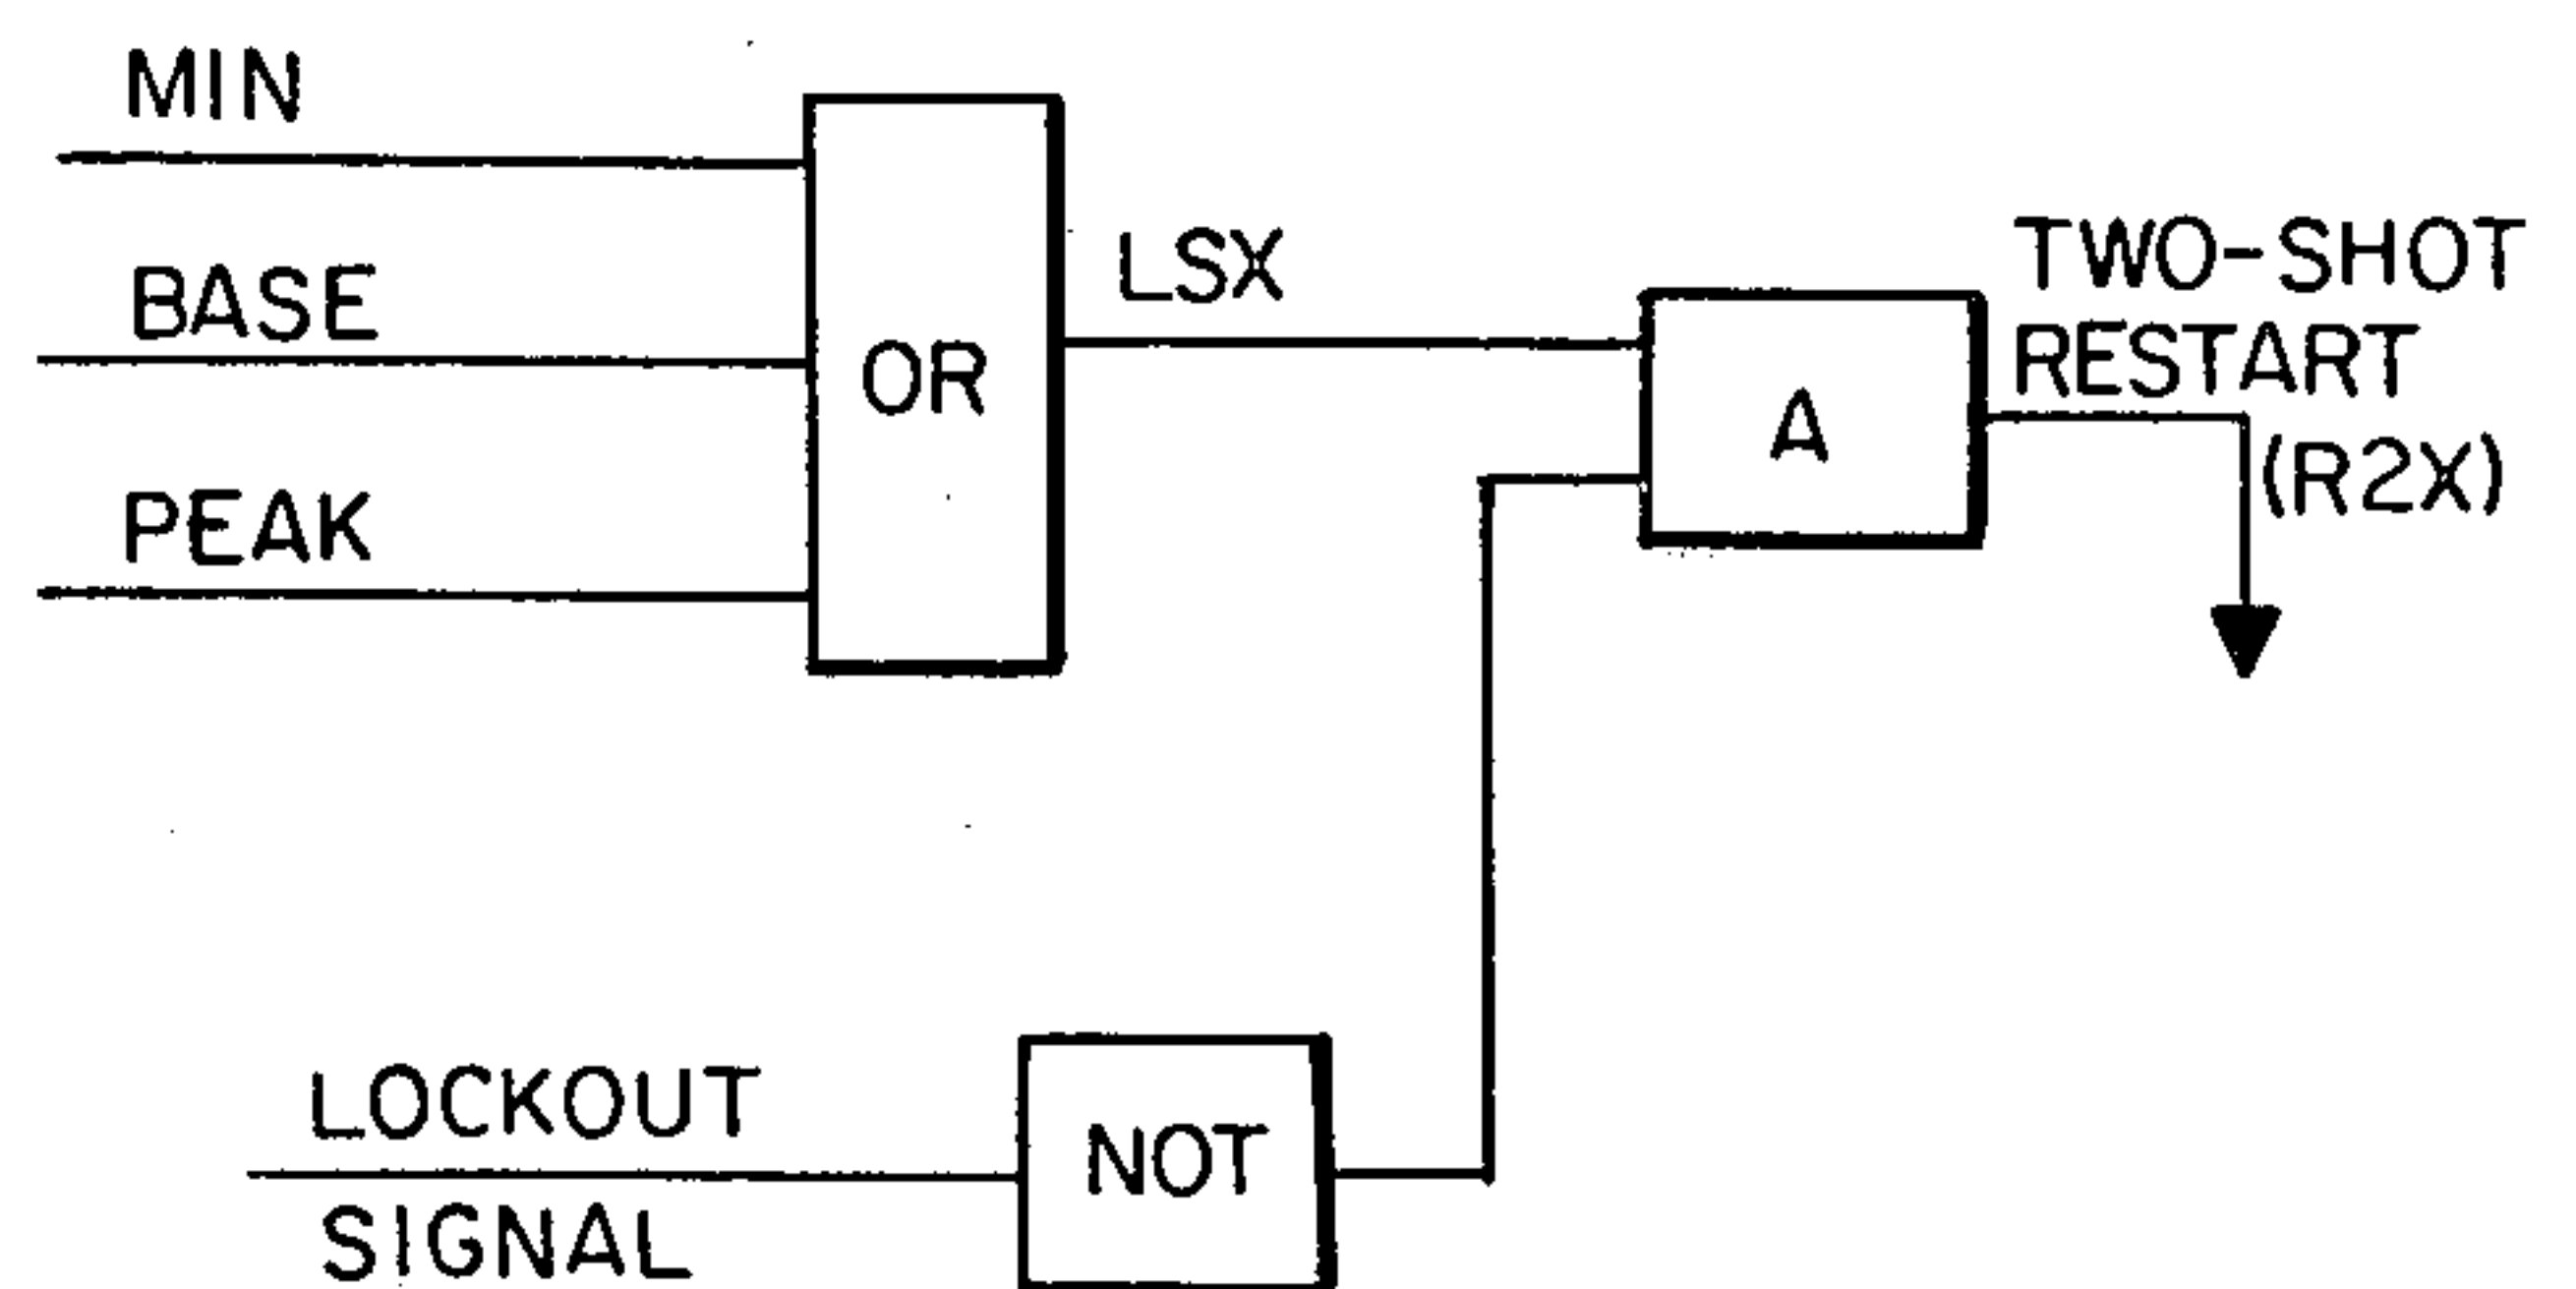 MIN
BASE
PEAK
OR
LSX
A
TWO-SHOT
RESTART
(R2X)
LOCKOUT
SIGNAL
NOT